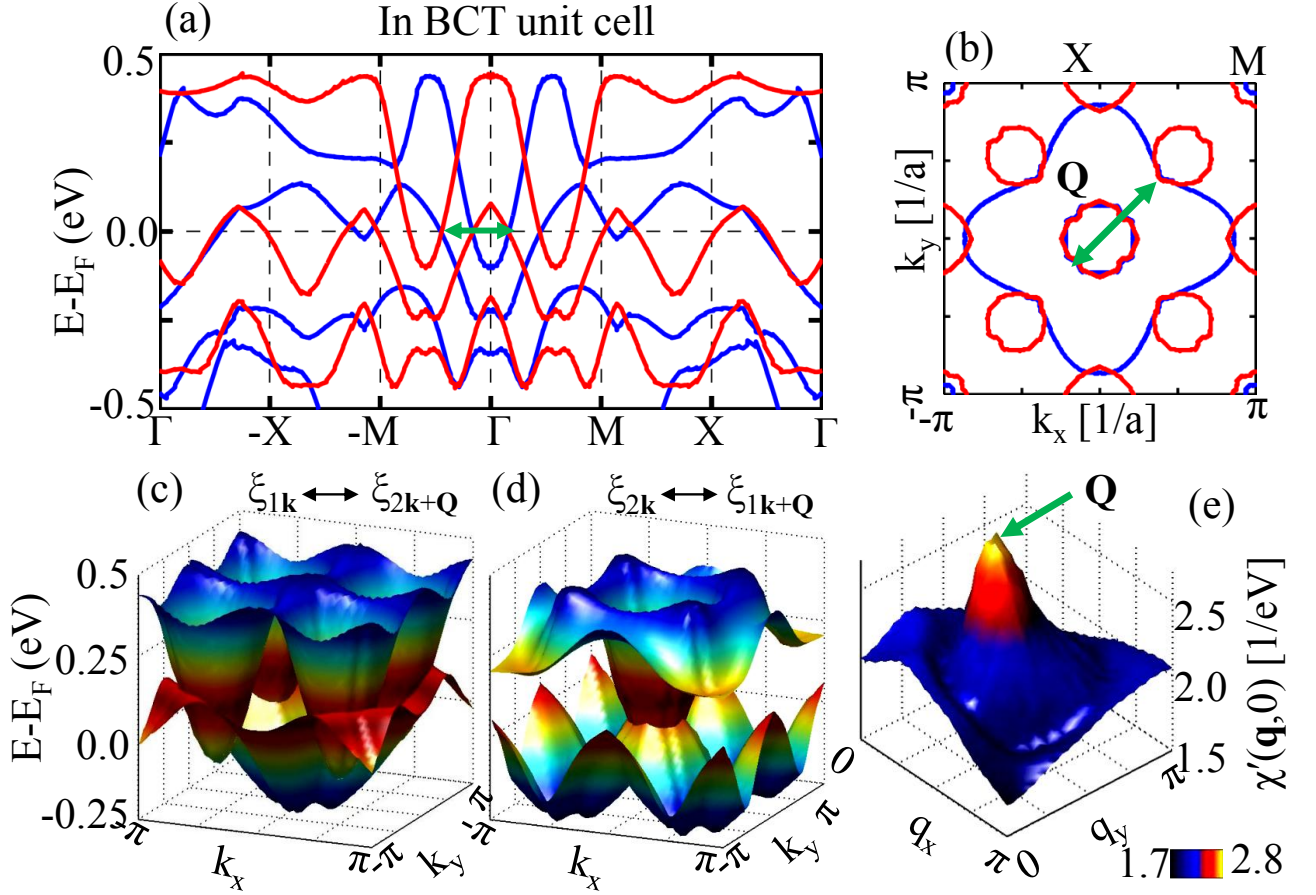 (a) In BCT unit cell
0.5
0.0
-0.5
E-E_F (eV)
Γ -X -M Γ M X Γ
(b)
X M
π
-π
k_y [1/a]
Q
-π k_x [1/a] π
(c) ξ_1k ↔ ξ_2k+Q
0.5
0.25
0.0
-0.25
E-E_F (eV)
-π k_x π
-π k_y π
(d) ξ_2k ↔ ξ_1k+Q
-π k_x π
-π k_y π
0
(e)
Q
2.5
2.0
1.5
χ′(q,0) [1/eV]
q_x π
0 q_y π
1.7 2.8